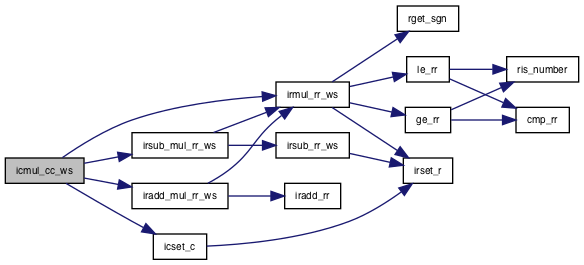 rget_sgn
le_rr
ris_number
irmul_rr_ws
ge_rr
cmp_rr
irsub_mul_rr_ws
irsub_rr_ws
icmul_cc_ws
irset_r
iradd_mul_rr_ws
iradd_rr
icset_c